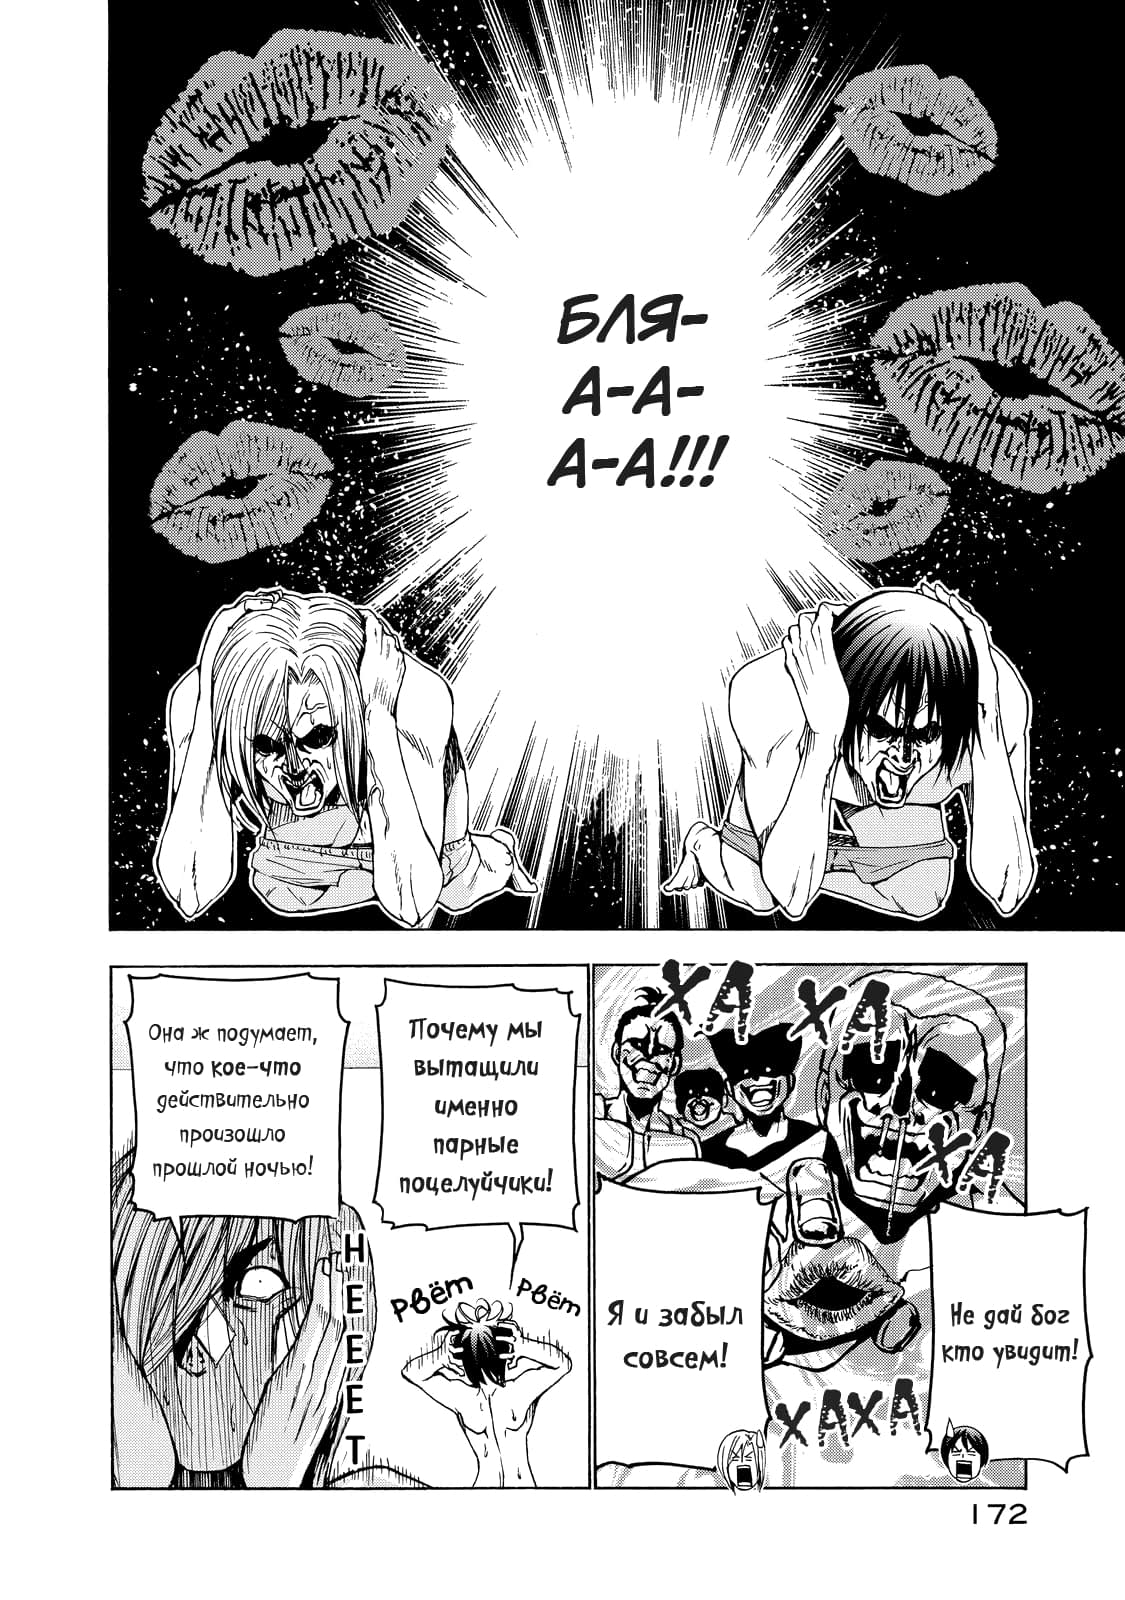 БЛЯ-
А-А-
А-А!!!
ХА
ХА
ХА
ХАХА
Не дай бог
кто увидит!
Я и забыл
совсем!
Почему мы
вытащили
именно
парные
поцелуйчики!
рвёт
рвёт
Она ж подумает,
что кое-что
действительно
произошло
прошлой ночью!
НЕЕЕТ
172